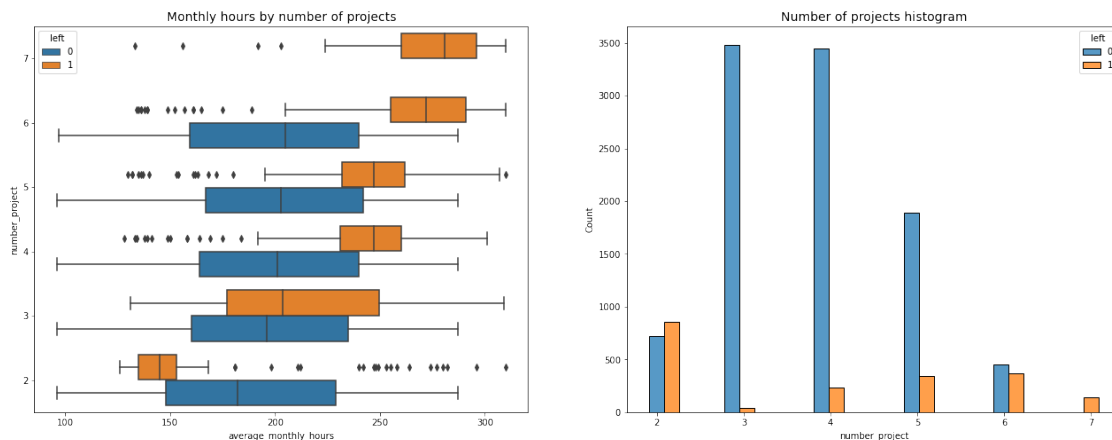 Monthly hours by number of projects
left
0
1
7
6
5
4
3
2
number_project
100 150 200 250 300
average_monthly_hours
Number of projects histogram
left
0
1
3500
3000
2500
2000
1500
1000
500
0
Count
2 3 4 5 6 7
number_project